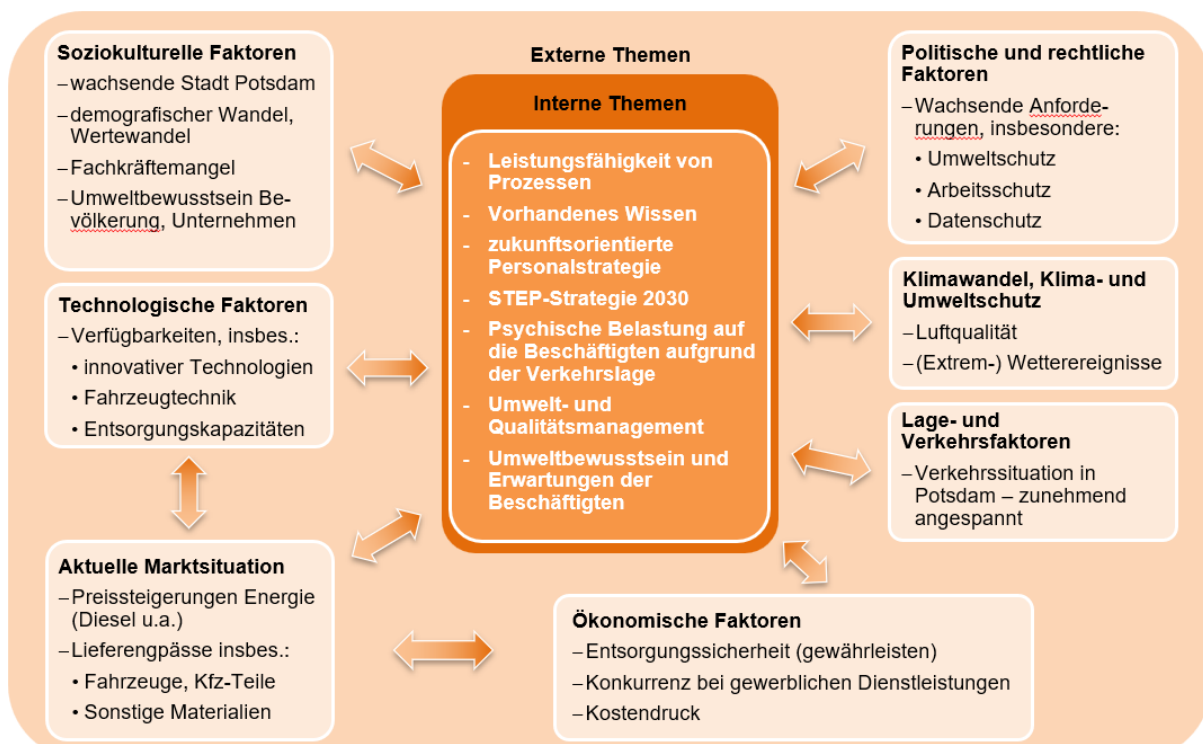 Soziokulturelle Faktoren
–wachsende Stadt Potsdam
–demografischer Wandel,
Wertewandel
–Fachkräftemangel
–Umweltbewusstsein Be-
völkerung, Unternehmen
Technologische Faktoren
–Verfügbarkeiten, insbes.:
• innovativer Technologien
• Fahrzeugtechnik
• Entsorgungskapazitäten
Aktuelle Marktsituation
–Preissteigerungen Energie
(Diesel u.a.)
–Lieferengpässe insbes.:
• Fahrzeuge, Kfz-Teile
• Sonstige Materialien
Externe Themen
Interne Themen
- Leistungsfähigkeit von
Prozessen
- Vorhandenes Wissen
- zukunftsorientierte
Personalstrategie
- STEP-Strategie 2030
- Psychische Belastung auf
die Beschäftigten aufgrund
der Verkehrslage
- Umwelt- und
Qualitätsmanagement
- Umweltbewusstsein und
Erwartungen der
Beschäftigten
Politische und rechtliche
Faktoren
–Wachsende Anforde-
rungen, insbesondere:
• Umweltschutz
• Arbeitsschutz
• Datenschutz
Klimawandel, Klima- und
Umweltschutz
–Luftqualität
–(Extrem-) Wetterereignisse
Lage- und
Verkehrsfaktoren
–Verkehrssituation in
Potsdam – zunehmend
angespannt
Ökonomische Faktoren
–Entsorgungssicherheit (gewährleisten)
–Konkurrenz bei gewerblichen Dienstleistungen
–Kostendruck